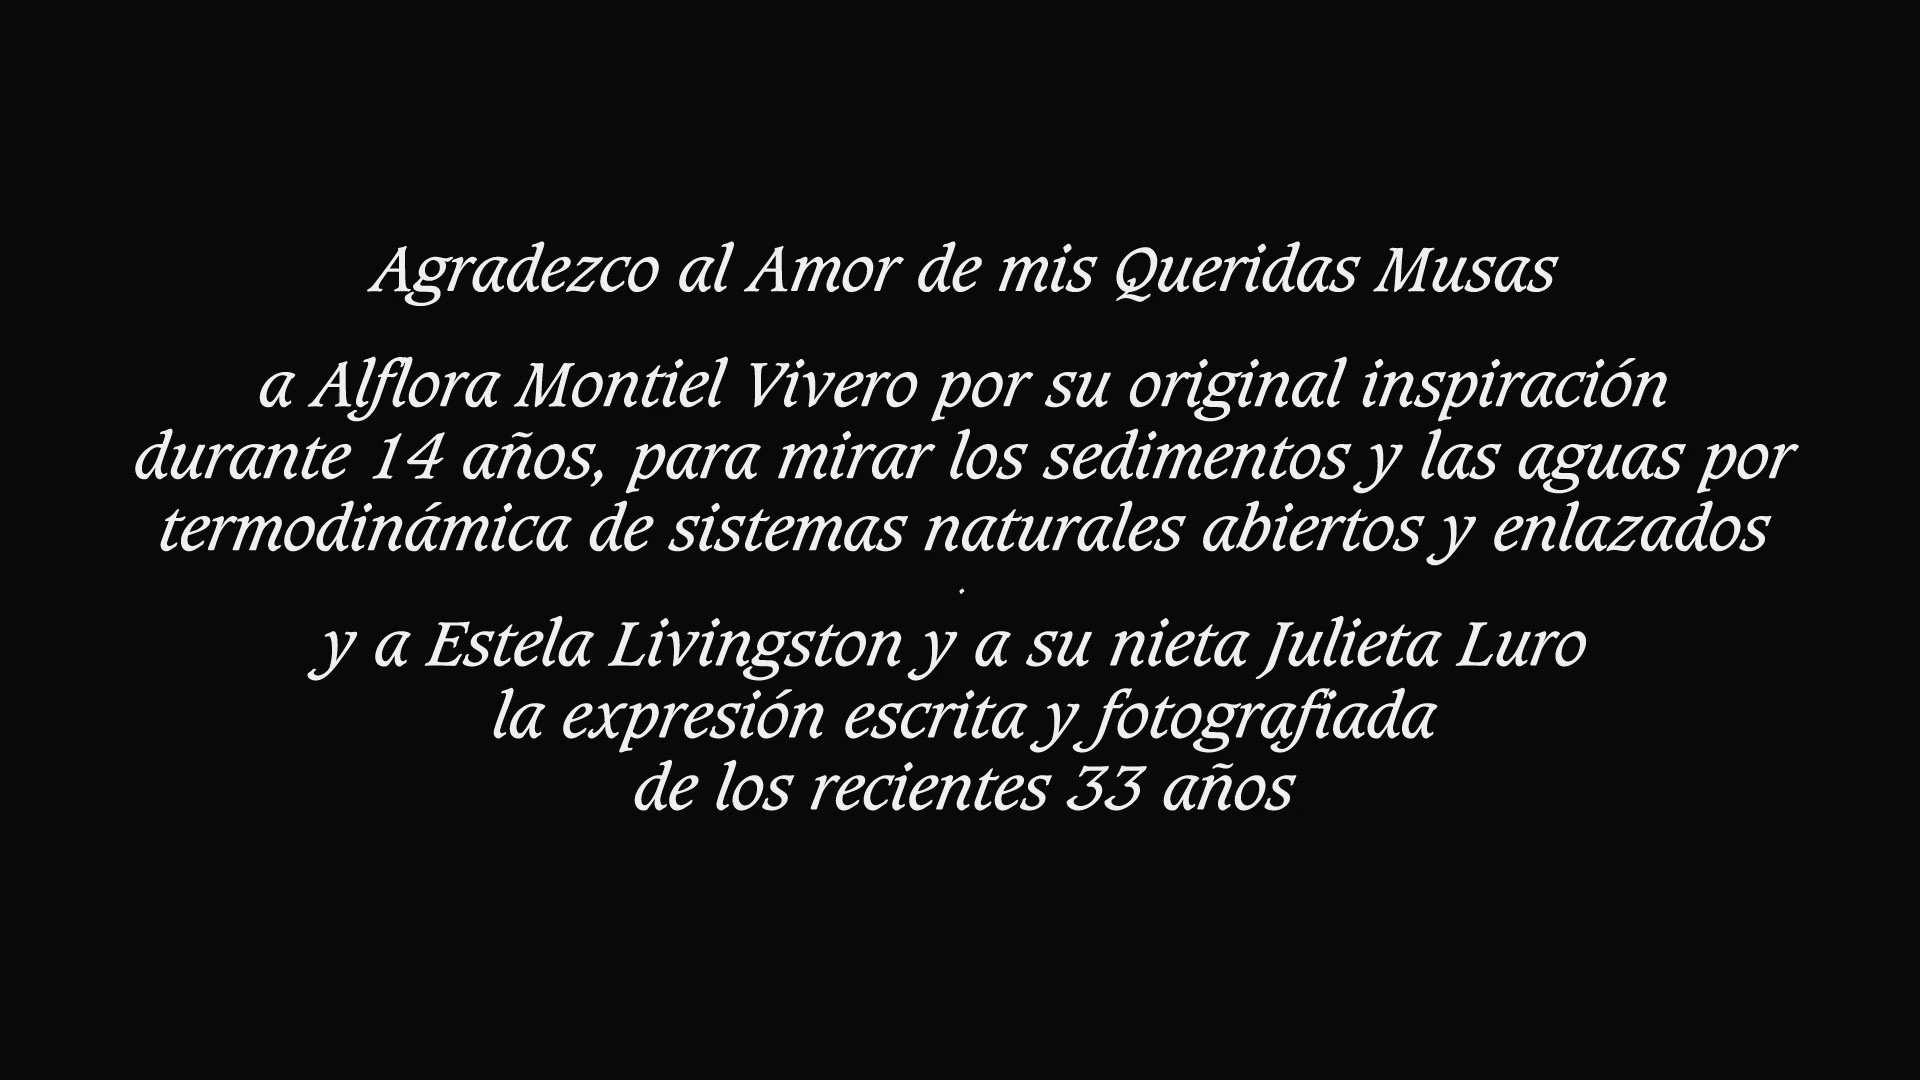 Agradezco al Amor de mis Queridas Musas
a Alflora Montiel Vivero por su original inspiración
durante 14 años, para mirar los sedimentos y las aguas por
termodinámica de sistemas naturales abiertos y enlazados
.
y a Estela Livingston y a su nieta Julieta Luro
la expresión escrita y fotografiada
de los recientes 33 años